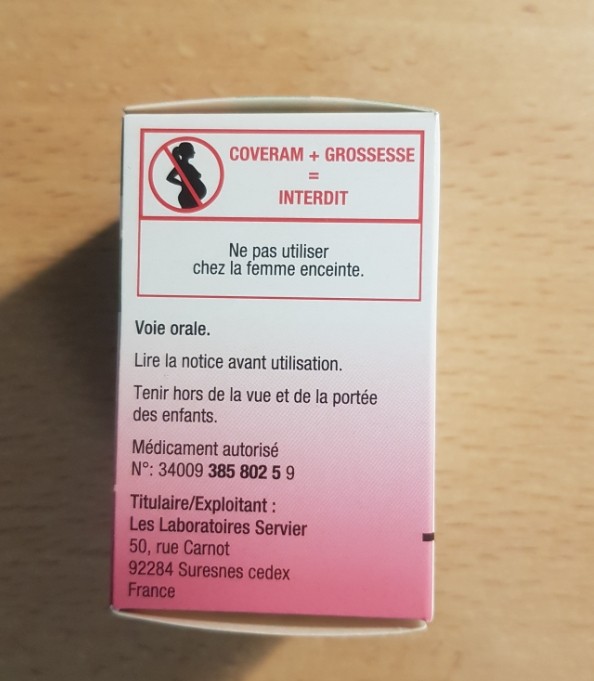 COVERAM + GROSSESSE
=
INTERDIT
Ne pas utiliser
chez la femme enceinte.
Voie orale.
Lire la notice avant utilisation.
Tenir hors de la vue et de la portée
des enfants.
Médicament autorisé
N°: 34009 385 802 5 9
Titulaire/Exploitant :
Les Laboratoires Servier
50, rue Carnot
92284 Suresnes cedex
France